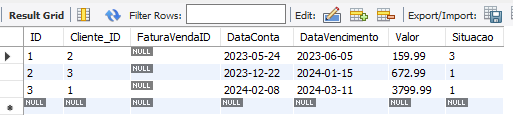 Result Grid Filter Rows: Edit: Export/Import:
ID Cliente_ID FaturaVendaID DataConta DataVencimento Valor Situacao
1 2 NULL 2023-05-24 2023-06-05 159.99 3
2 3 NULL 2023-12-22 2024-01-15 672.99 1
3 1 NULL 2024-02-08 2024-03-11 3799.99 1
NULL NULL NULL NULL NULL NULL NULL